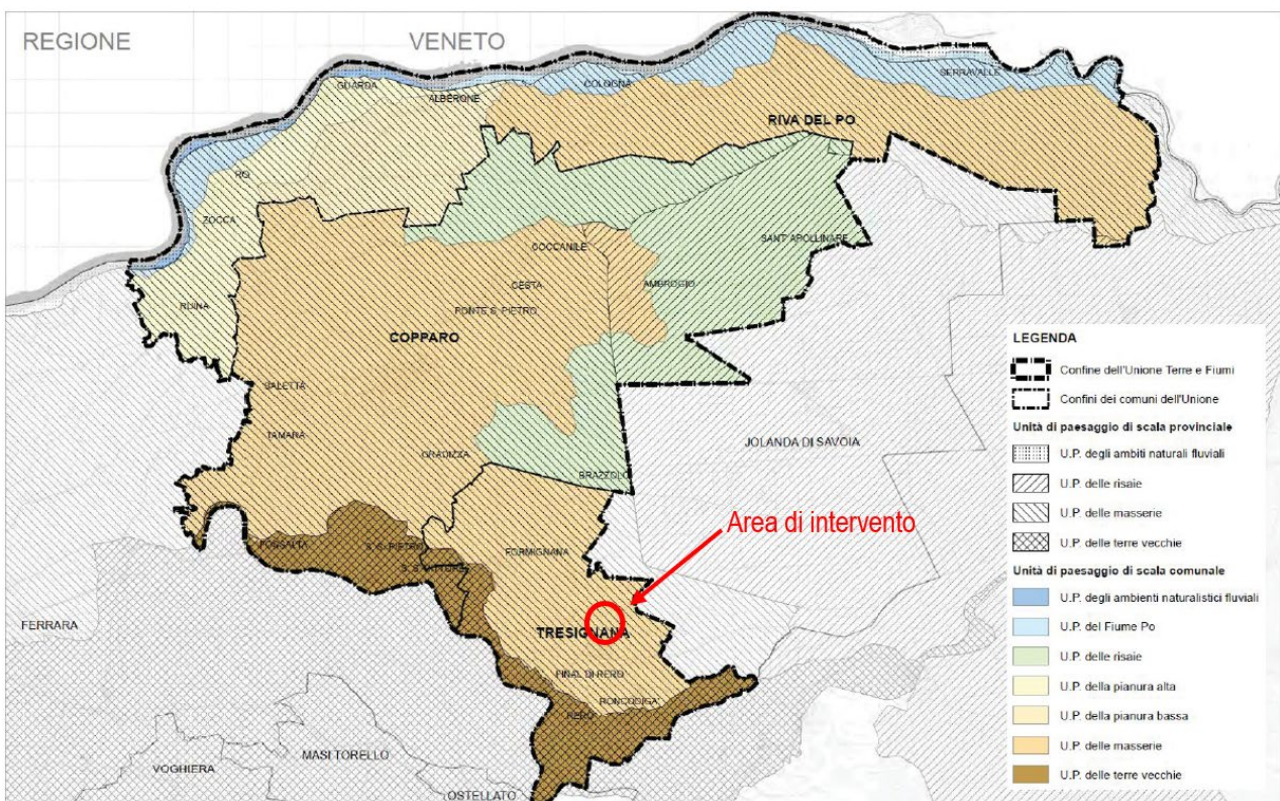 REGIONE VENETO
GUARDA
ALBERONE
COLOGNA
SERRAVALLE
RIVA DEL PO
RO
ZOCCA
COCCANILE
SANT'APOLLINARE
CESTA
AMBROGIO
RUINA
PONTE S. PIETRO
COPPARO
SALETTA
TAMARA
GRADIZZA
JOLANDA DI SAVOIA
BRAZZOLO
Area di intervento
FOSSALTA
S. S. PIETRO
FORMIGNANA
FERRARA
TRESIGNANA
FINAL DI RERO
RONCODIGA'
RERO
MASI TORELLO
VOGHIERA
OSTELLATO
LEGENDA
Confine dell'Unione Terre e Fiumi
Confini dei comuni dell'Unione
Unità di paesaggio di scala provinciale
U.P. degli ambiti naturali fluviali
U.P. delle risaie
U.P. delle masserie
U.P. delle terre vecchie
Unità di paesaggio di scala comunale
U.P. degli ambienti naturalistici fluviali
U.P. del Fiume Po
U.P. delle risaie
U.P. della pianura alta
U.P. della pianura bassa
U.P. delle masserie
U.P. delle terre vecchie